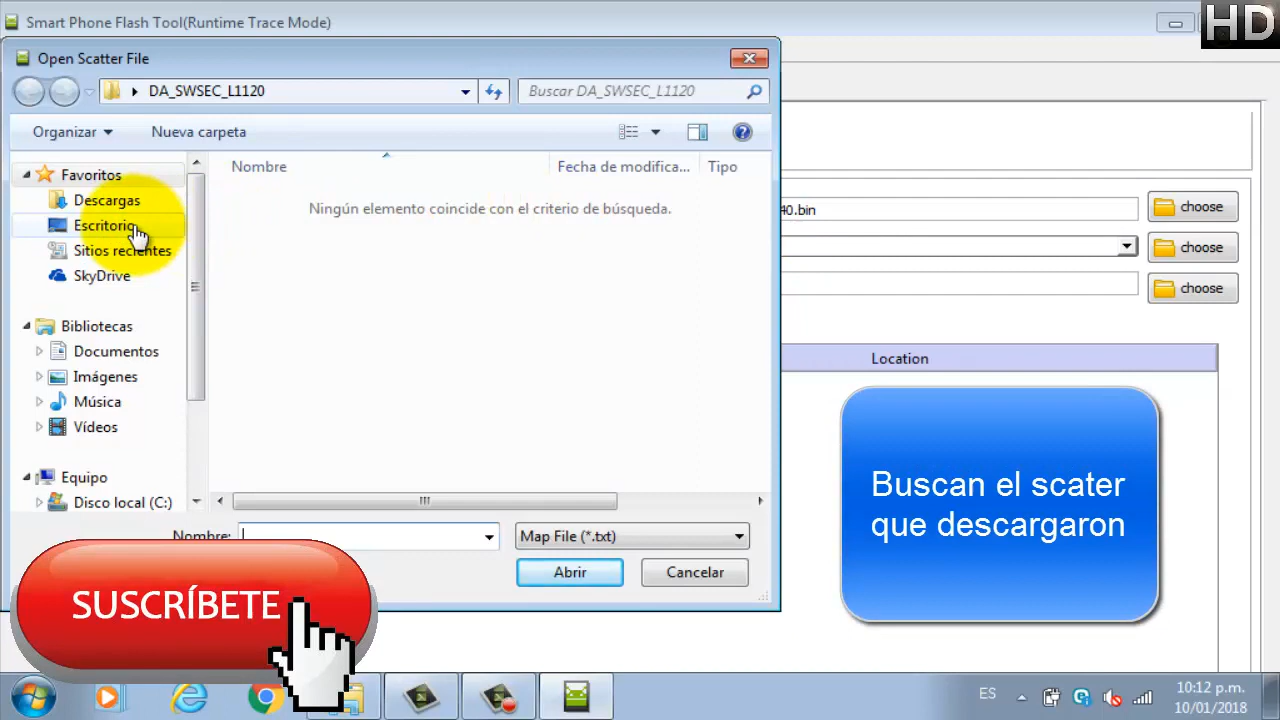 Smart Phone Flash Tool(Runtime Trace Mode)
HD
Open Scatter File
DA_SWSEC_L1120
Buscar DA_SWSEC_L1120
Organizar
Nueva carpeta
Favoritos
Descargas
Escritorio
Sitios recientes
SkyDrive
Bibliotecas
Documentos
Imágenes
Música
Vídeos
Equipo
Disco local (C:)
Nombre
Fecha de modifica...
Tipo
Ningún elemento coincide con el criterio de búsqueda.
Nombre:
Map File (*.txt)
Abrir
Cancelar
40.bin
choose
choose
choose
Location
Buscan el scater
que descargaron
SUSCRÍBETE
ES
10:12 p.m.
10/01/2018